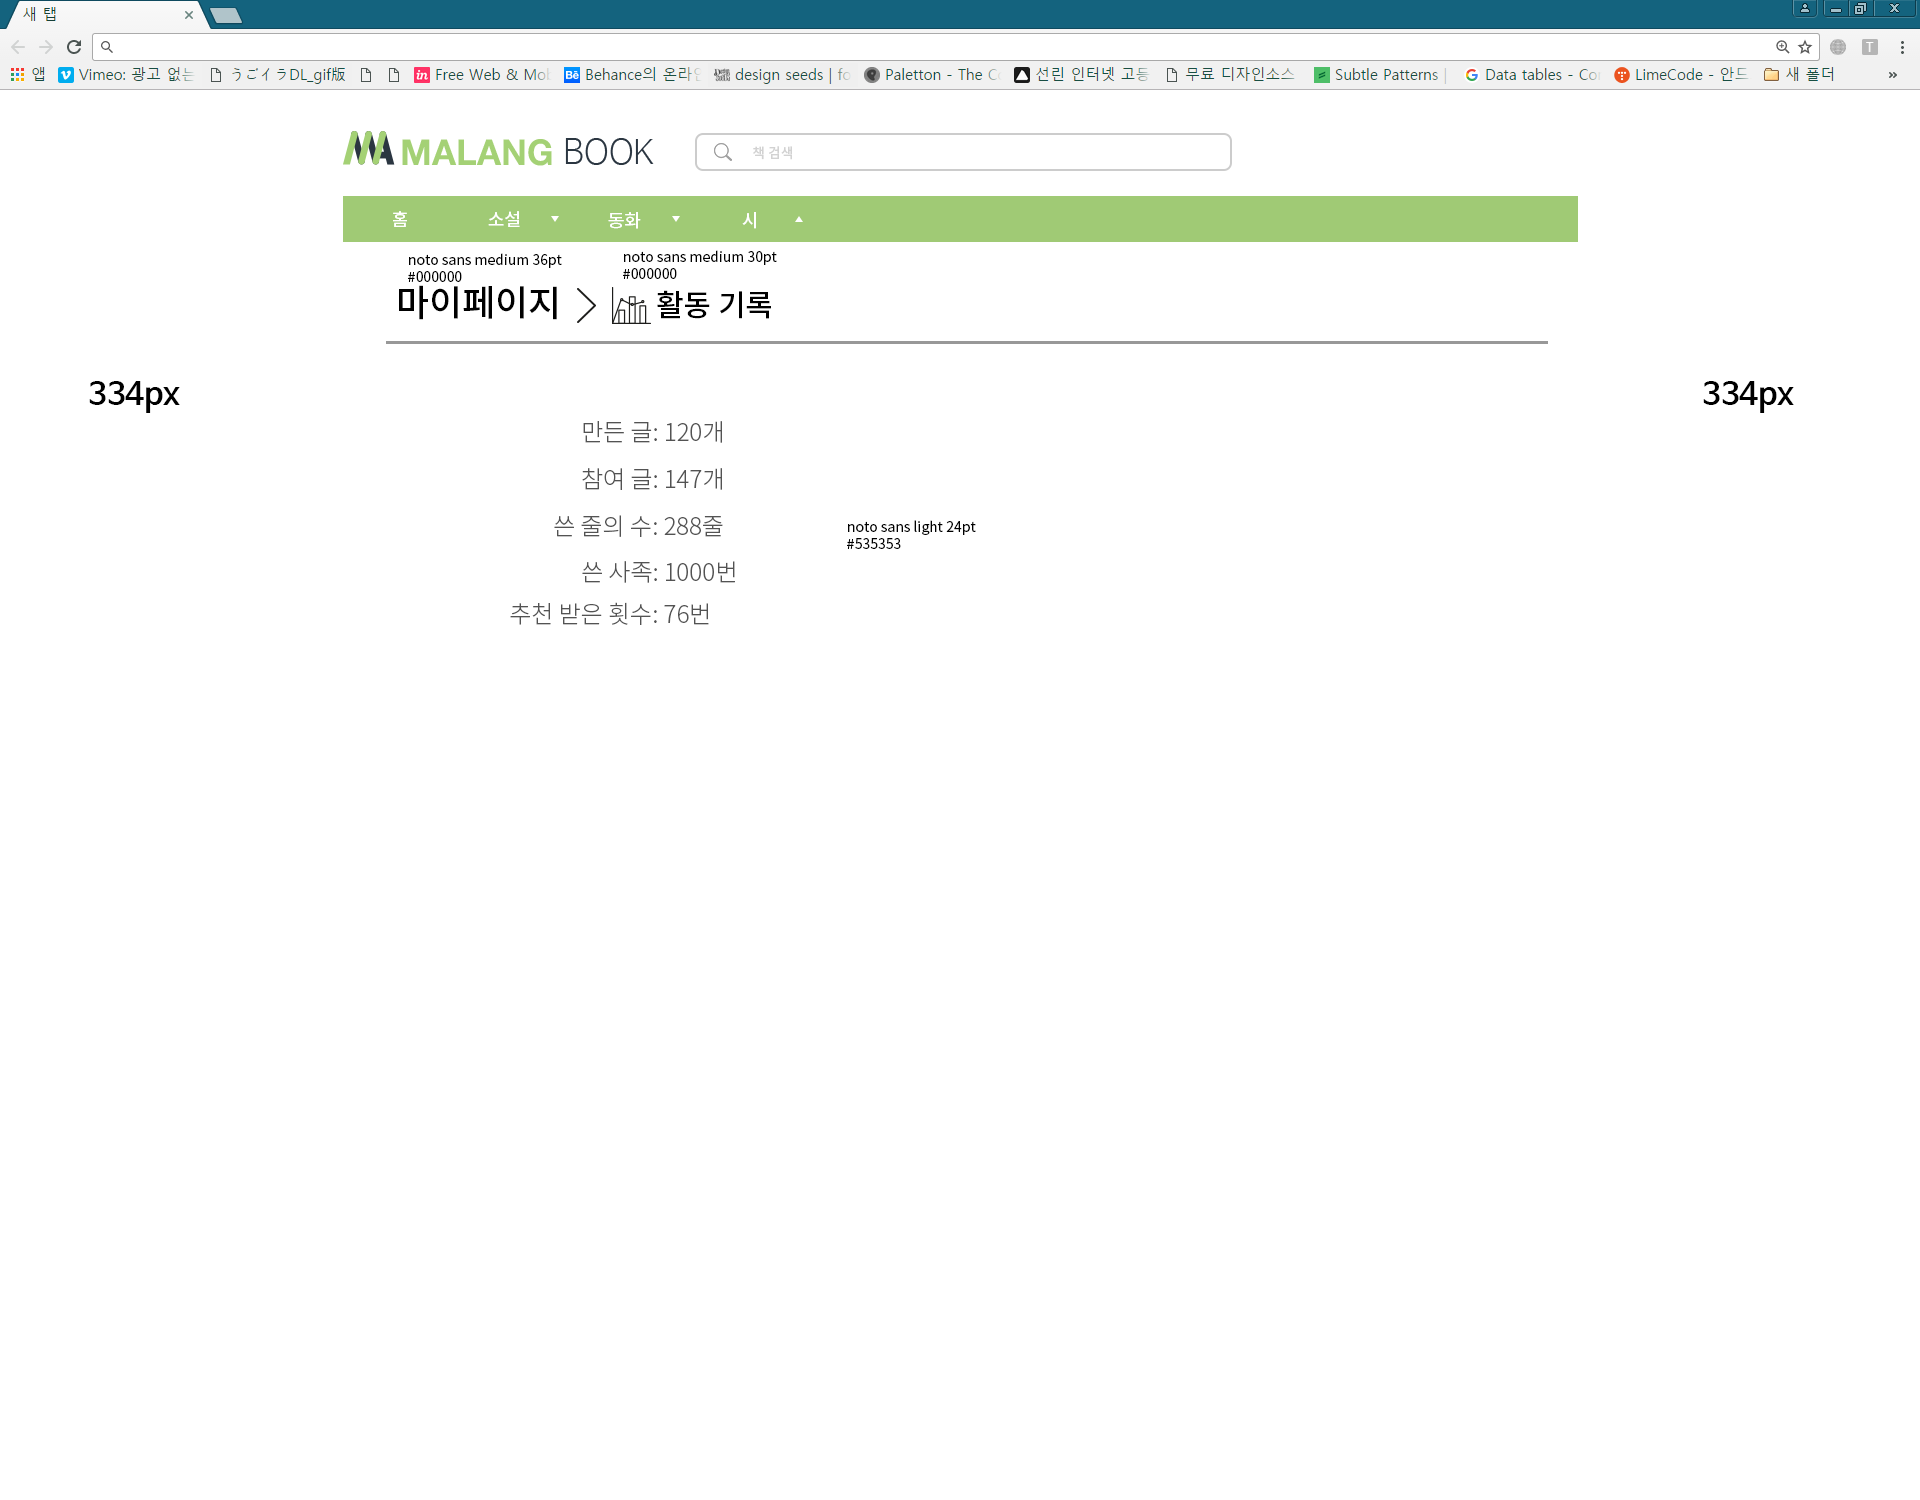 새 탭
앱 Vimeo: 광고 없는 うごイラDL_gif版 Free Web & Mob Behance의 온라인 design seeds | fo Paletton - The Co 선린 인터넷 고등 무료 디자인소스 Subtle Patterns | Data tables - Co LimeCode - 안드 새 폴더 »
MALANG BOOK
책 검색
홈 소설 동화 시
noto sans medium 36pt
#000000
noto sans medium 30pt
#000000
마이페이지 > 활동 기록
334px
334px
만든 글: 120개
참여 글: 147개
쓴 줄의 수: 288줄
noto sans light 24pt
#535353
쓴 사족: 1000번
추천 받은 횟수: 76번